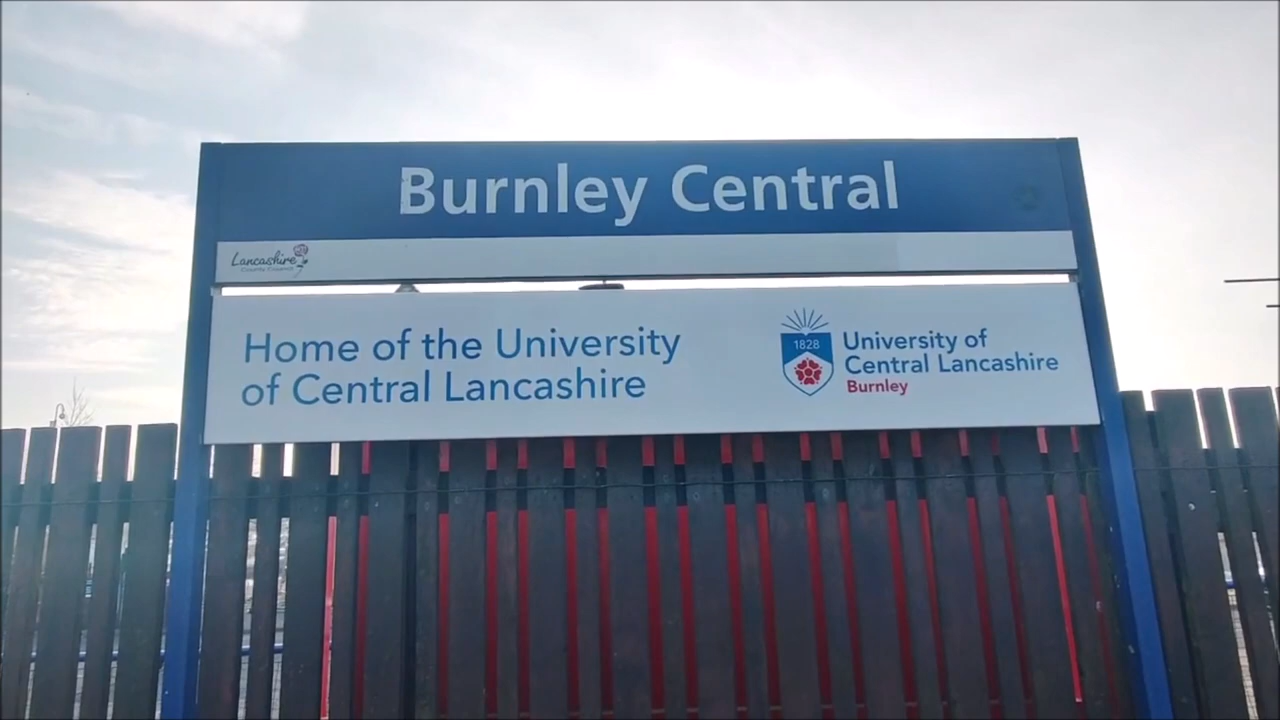 Burnley Central
Lancashire
County Council
Home of the University
of Central Lancashire
1828
University of
Central Lancashire
Burnley